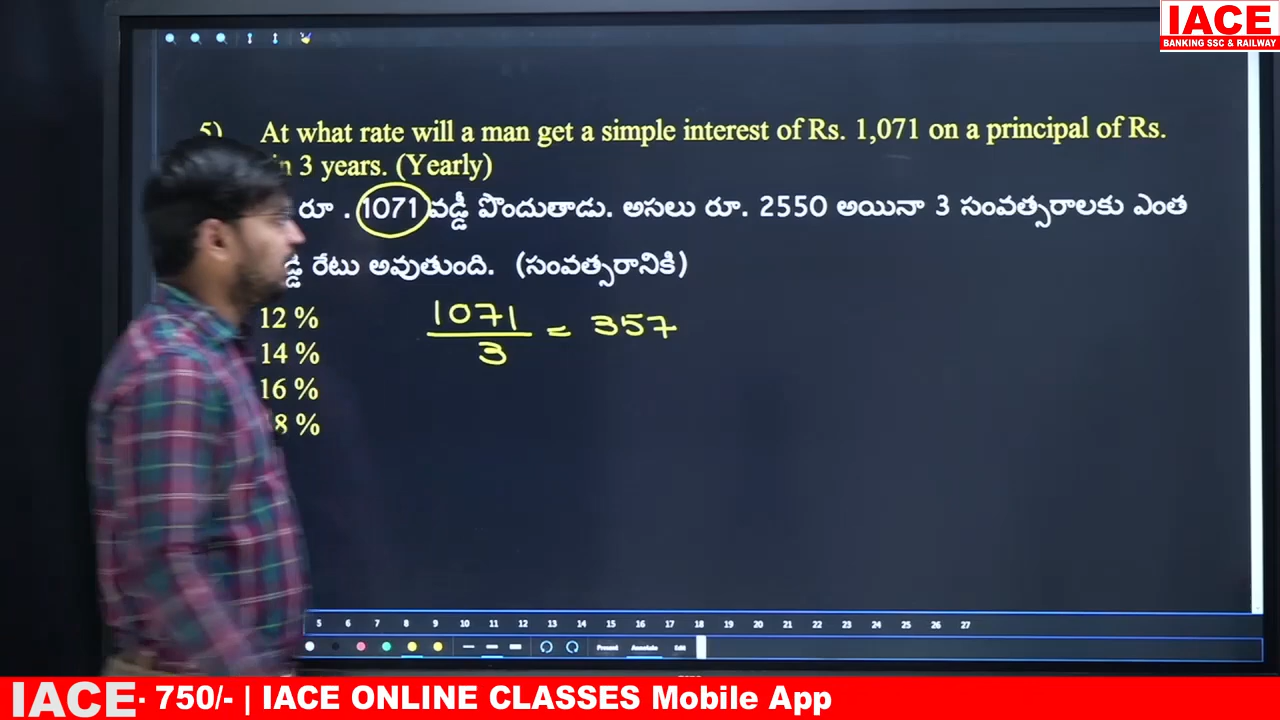 IACE
BANKING SSC & RAILWAY
5) At what rate will a man get a simple interest of Rs. 1,071 on a principal of Rs.
in 3 years. (Yearly)
రూ . 1071 వడ్డీ పొందుతాడు. అసలు రూ. 2550 అయినా 3 సంవత్సరాలకు ఎంత
రేటు అవుతుంది. (సంవత్సరానికి)
12 %
14 %
16 %
8 %
1071
3
= 357
5 6 7 8 9 10 11 12 13 14 15 16 17 18 19 20 21 22 23 24 25 26 27
Present Annotate Edit
IACE - 750/- | IACE ONLINE CLASSES Mobile App